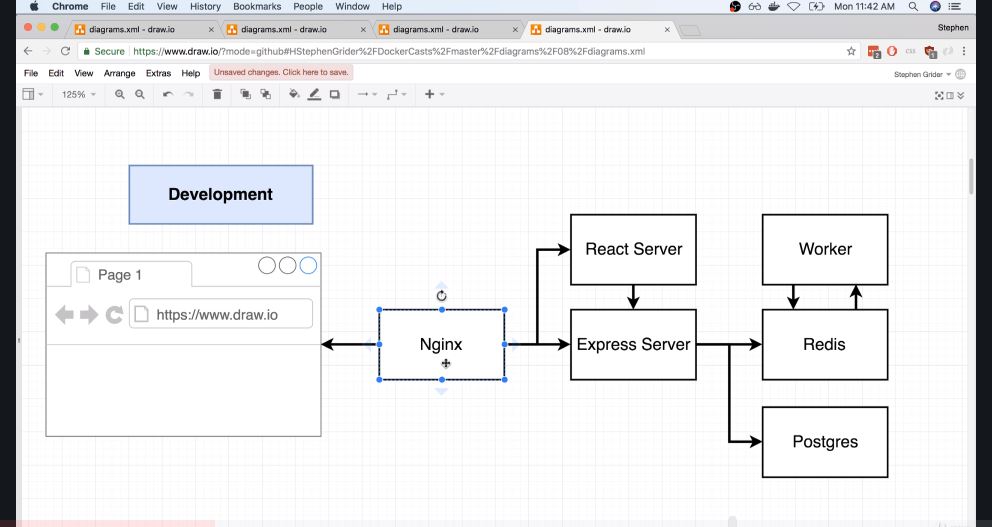 Chrome File Edit View History Bookmarks People Window Help Mon 11:42 AM
diagrams.xml - draw.io diagrams.xml - draw.io diagrams.xml - draw.io diagrams.xml - draw.io Stephen
Secure https://www.draw.io/?mode=github#HStephenGrider%2FDockerCasts%2Fmaster%2Fdiagrams%2F08%2Fdiagrams.xml
File Edit View Arrange Extras Help Unsaved changes. Click here to save. Stephen Grider
125%
Development
Page 1
https://www.draw.io
Nginx
React Server
Express Server
Worker
Redis
Postgres